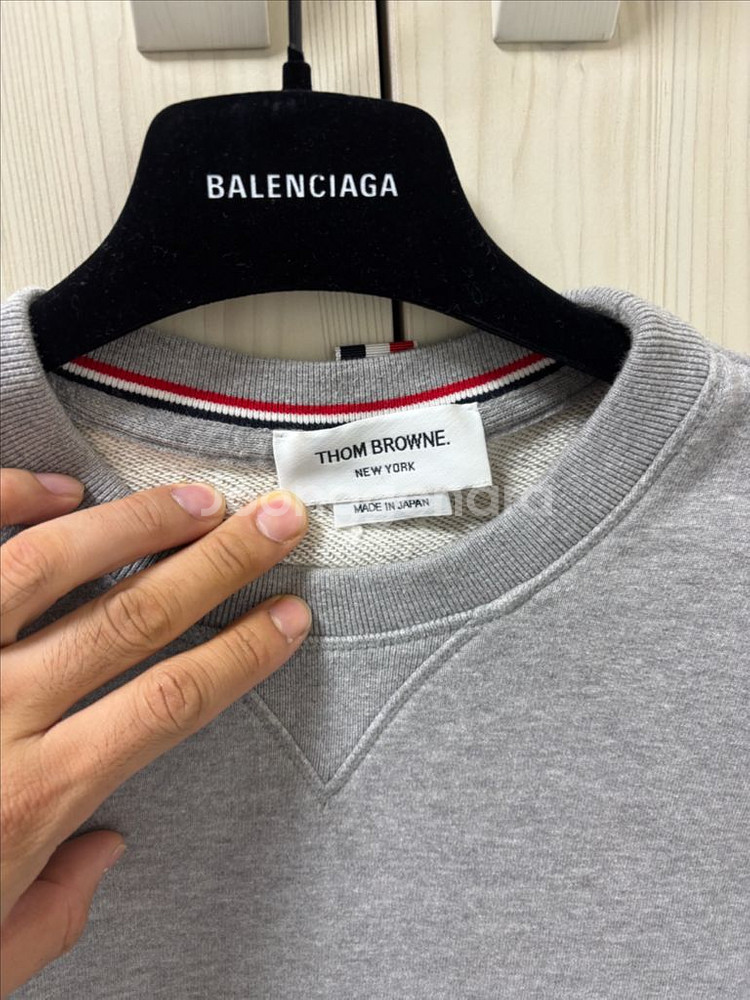 BALENCIAGA
THOM BROWNE.
NEW YORK
MADE IN JAPAN